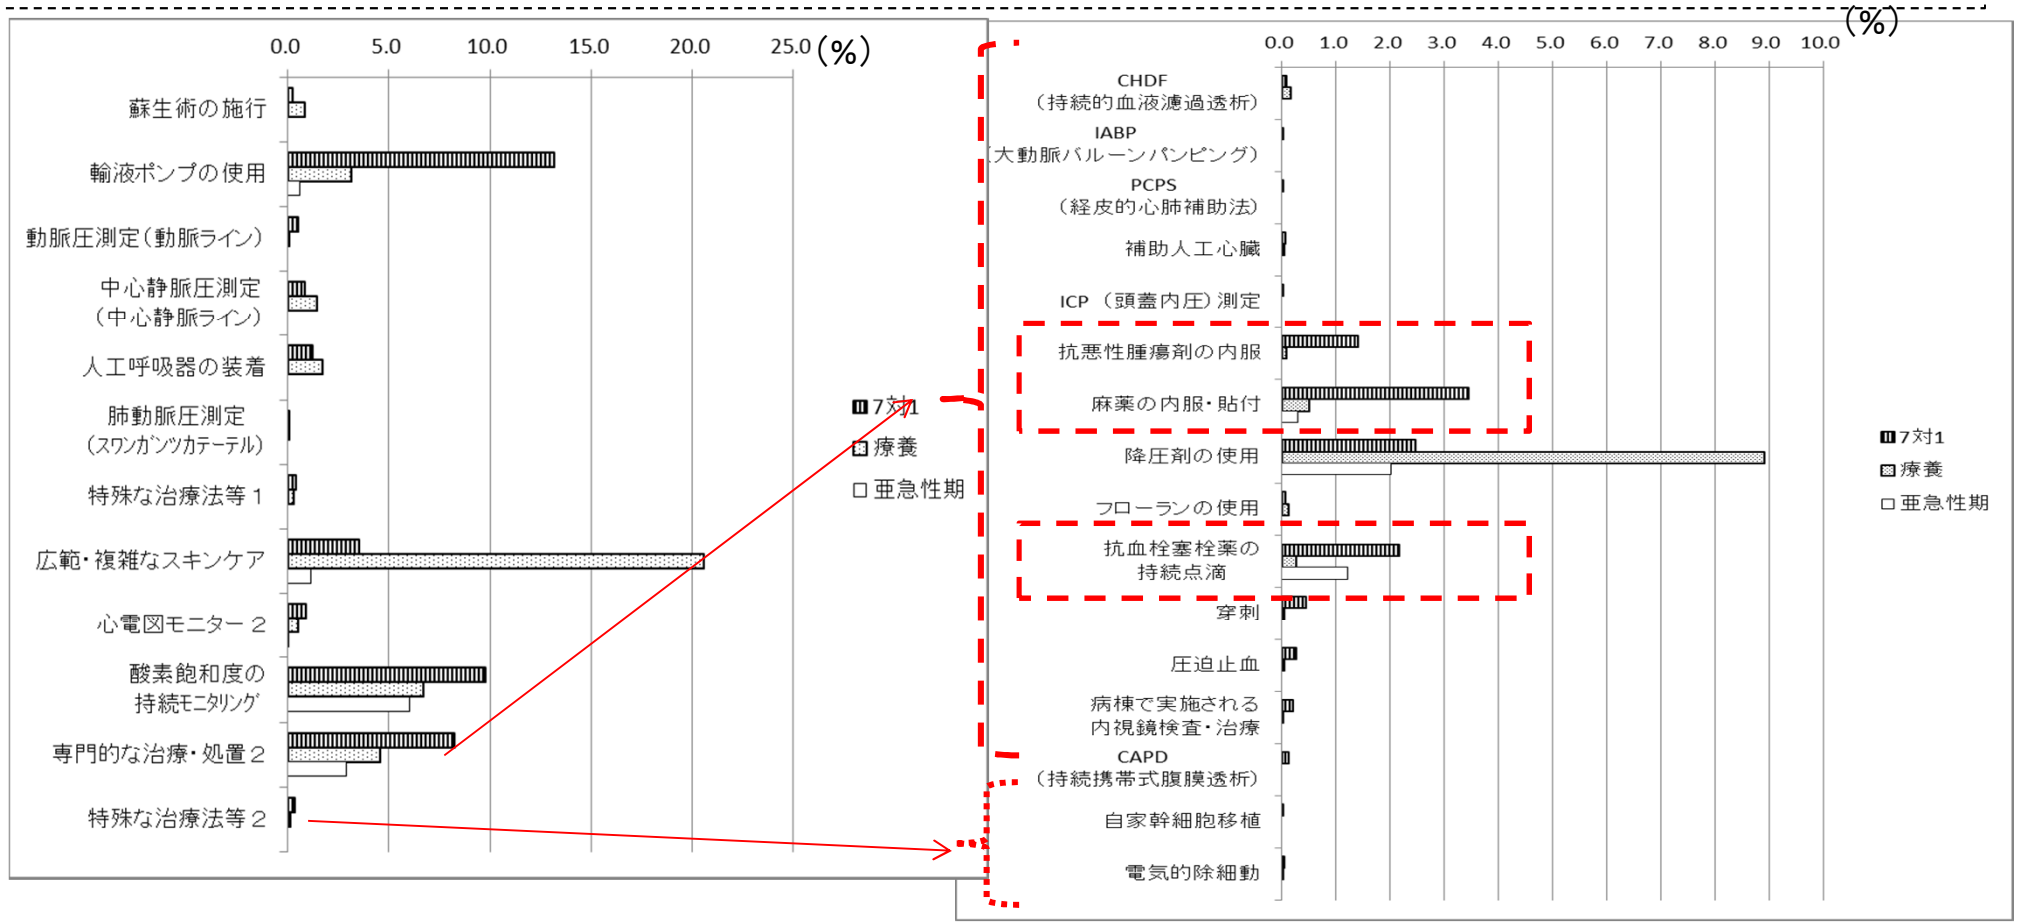 0.0 5.0 10.0 15.0 20.0 25.0 (%)
蘇生術の施行
輸液ポンプの使用
動脈圧測定(動脈ライン)
中心静脈圧測定
(中心静脈ライン)
人工呼吸器の装着
肺動脈圧測定
(スワンガンツカテーテル)
特殊な治療法等1
広範・複雑なスキンケア
心電図モニター2
酸素飽和度の
持続モニタリング
専門的な治療・処置2
特殊な治療法等2
7対1
療養
亜急性期
(%)
0.0 1.0 2.0 3.0 4.0 5.0 6.0 7.0 8.0 9.0 10.0
CHDF
(持続的血液濾過透析)
IABP
(大動脈バルーンパンピング)
PCPS
(経皮的心肺補助法)
補助人工心臓
ICP (頭蓋内圧)測定
抗悪性腫瘍剤の内服
麻薬の内服・貼付
降圧剤の使用
フローランの使用
抗血栓塞栓薬の
持続点滴
穿刺
圧迫止血
病棟で実施される
内視鏡検査・治療
CAPD
(持続携帯式腹膜透析)
自家幹細胞移植
電気的除細動
7対1
療養
亜急性期